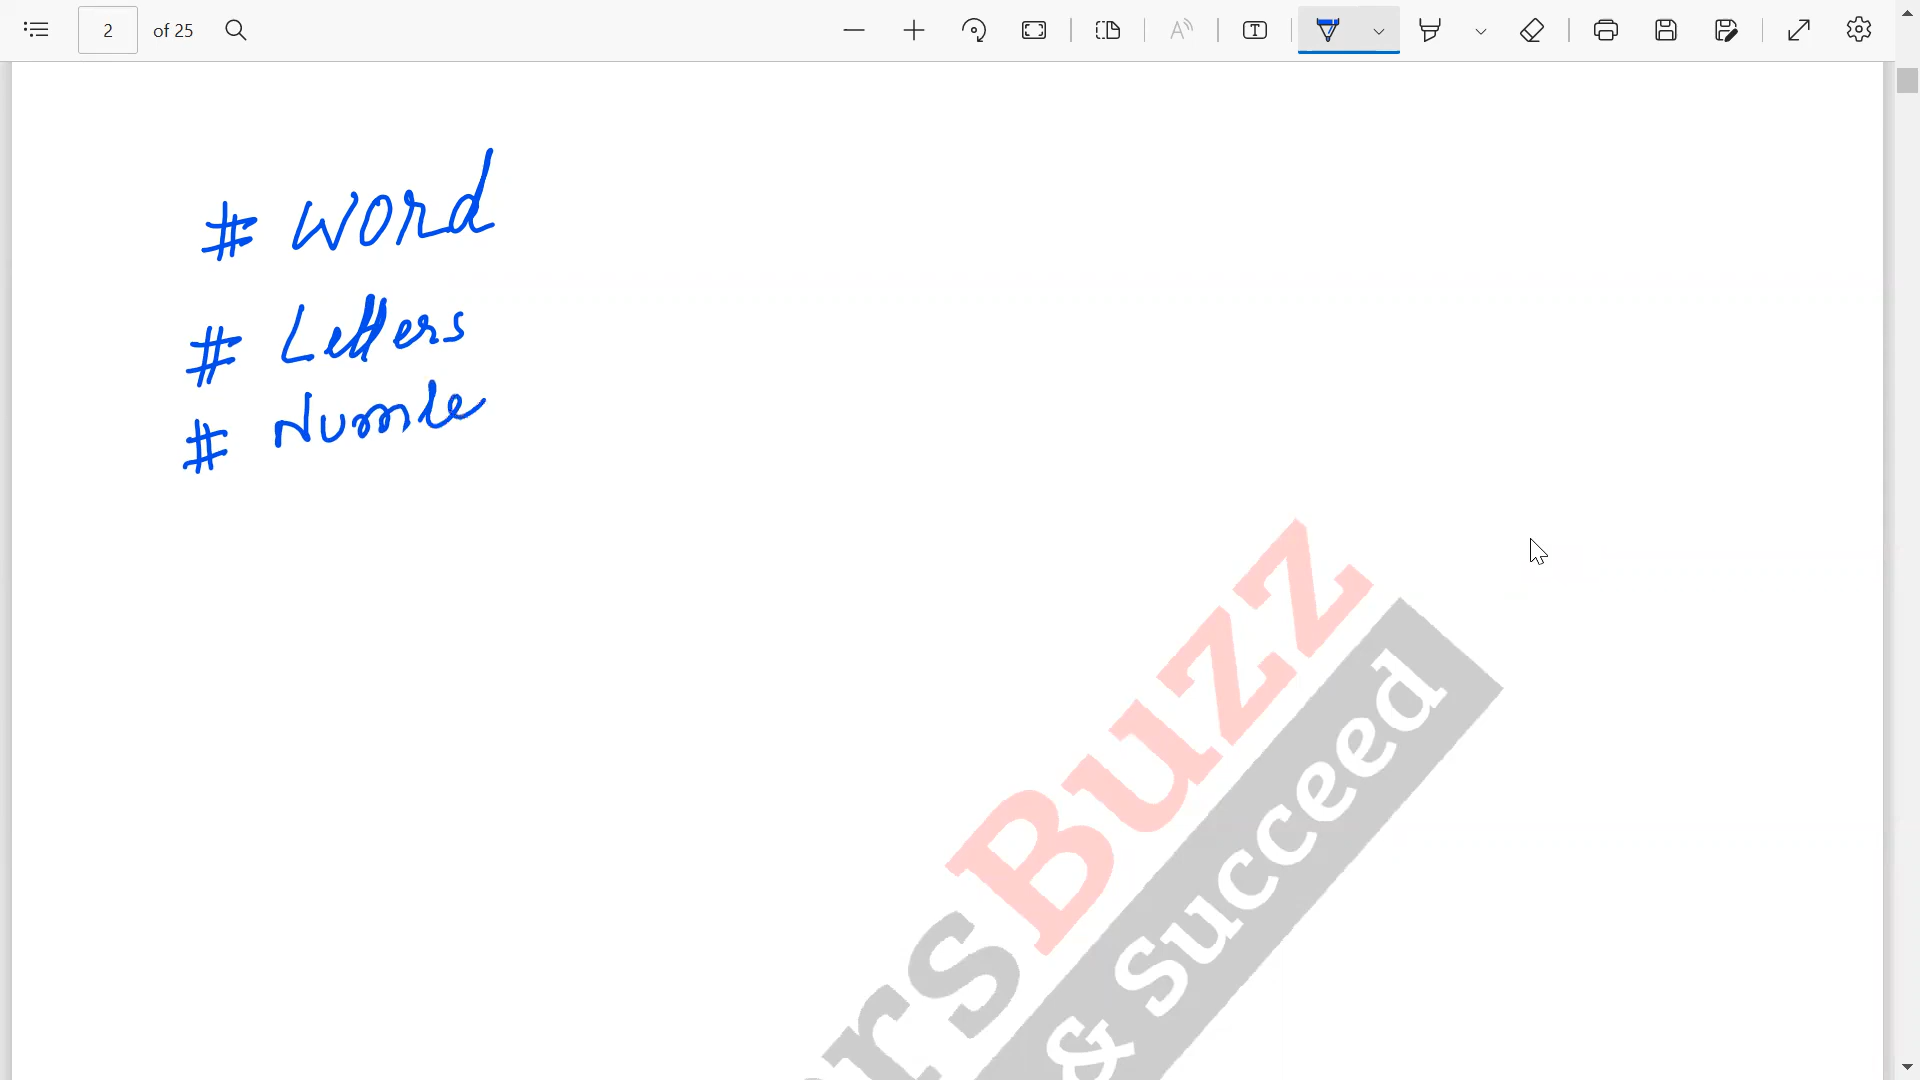 2 of 25
# WORD
# Letters
# Numbe
rsBuzz
& Succeed